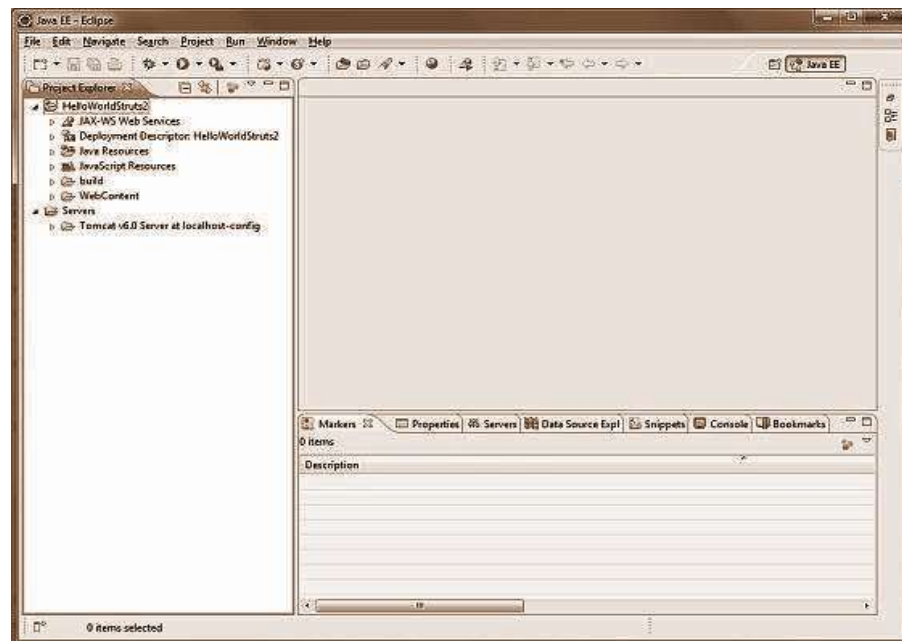 Java EE - Eclipse
File Edit Navigate Search Project Run Window Help
Java EE
Project Explorer
HelloWorldStruts2
JAX-WS Web Services
Deployment Descriptor: HelloWorldStruts2
Java Resources
JavaScript Resources
build
WebContent
Servers
Tomcat v6.0 Server at localhost-config
Markers Properties Servers Data Source Expl Snippets Console Bookmarks
0 items
Description
0 items selected